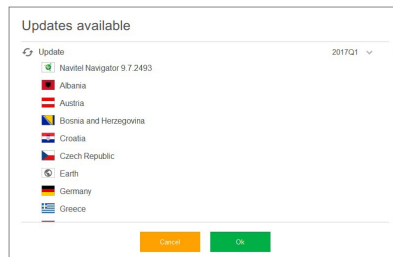 Updates available
Update 2017Q1
Navitel Navigator 9.7.2493
Albania
Austria
Bosnia and Herzegovina
Croatia
Czech Republic
Earth
Germany
Greece
Cancel Ok